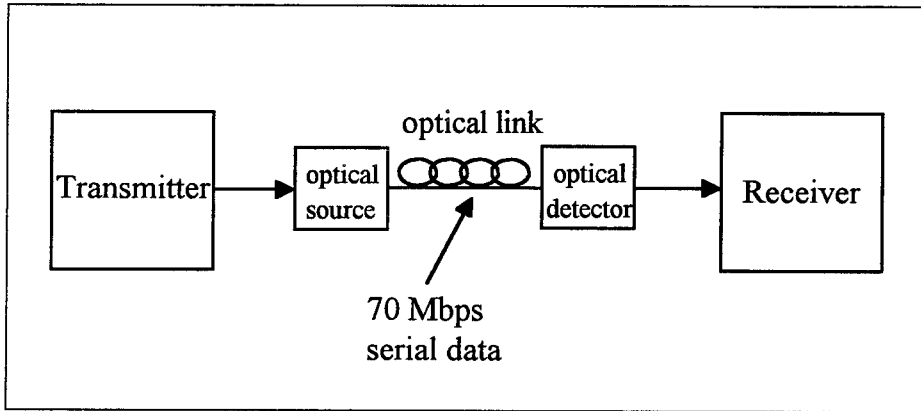 optical link
Transmitter
optical
source
optical
detector
Receiver
70 Mbps
serial data